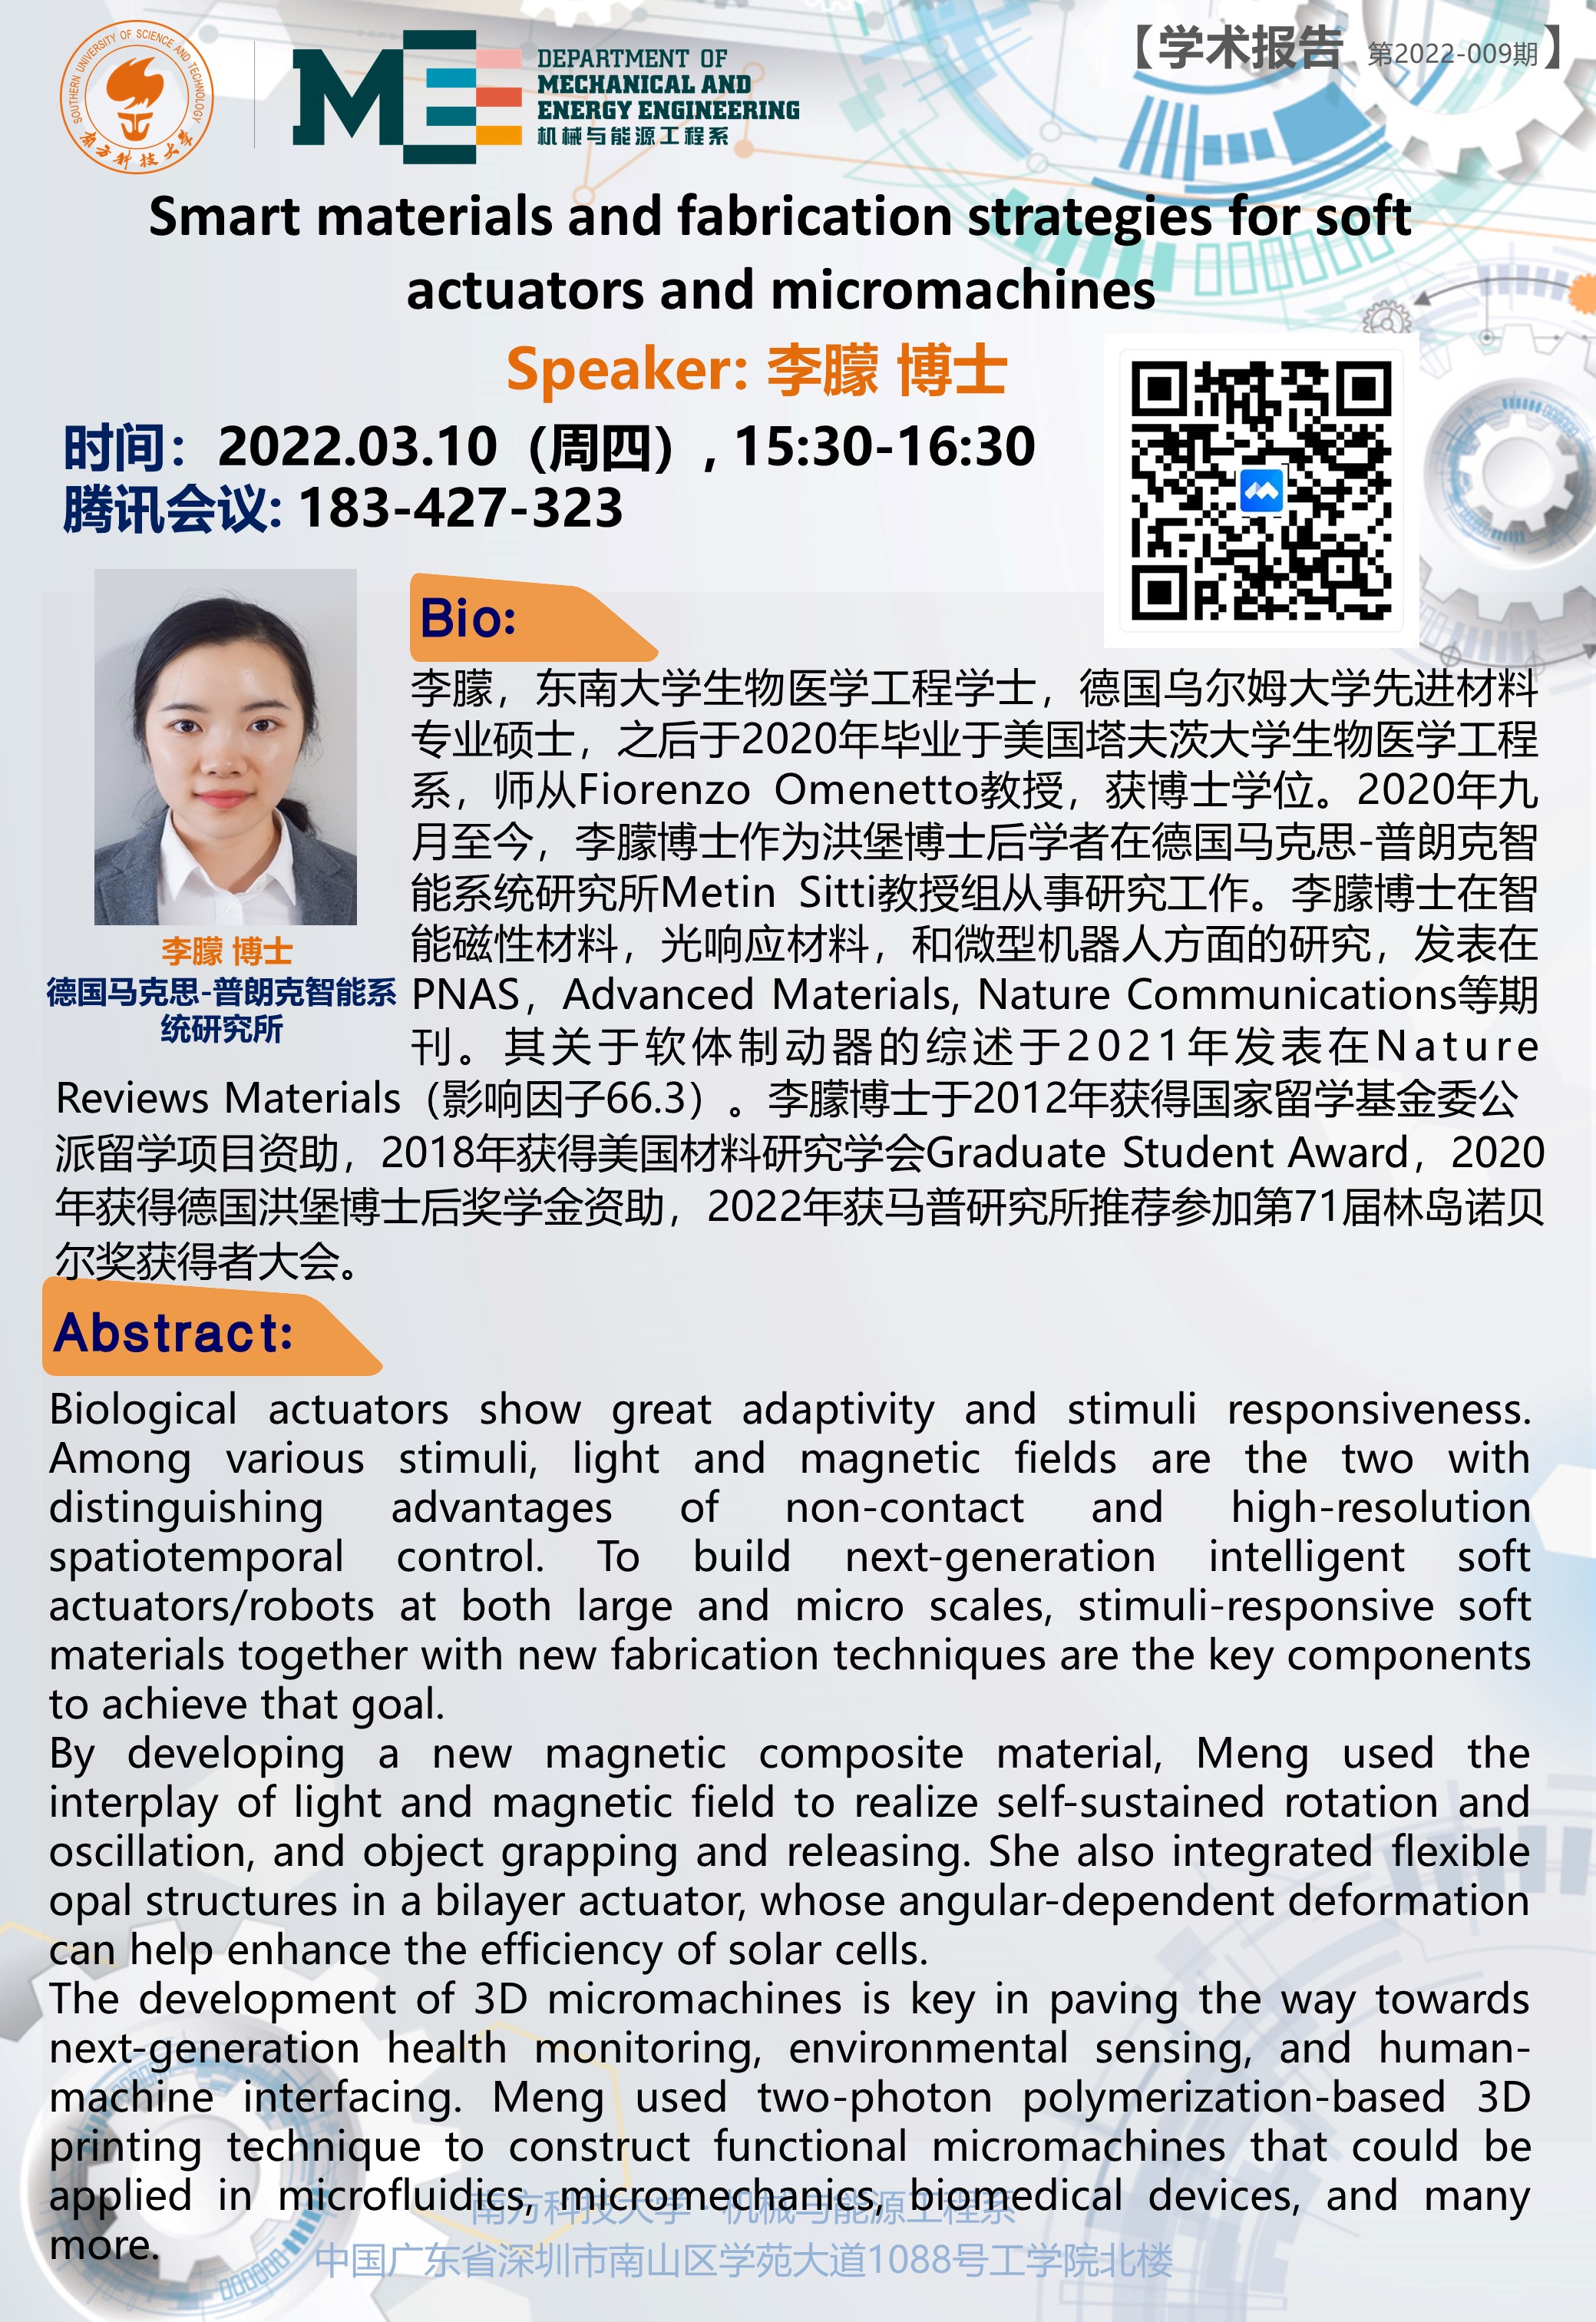 SOUTHERN UNIVERSITY OF SCIENCE AND TECHNOLOGY
南方科技大学
ME
DEPARTMENT OF
MECHANICAL AND
ENERGY ENGINEERING
机械与能源工程系
【学术报告 第2022-009期】
Smart materials and fabrication strategies for soft
actuators and micromachines
Speaker: 李朦 博士
时间：2022.03.10（周四）, 15:30-16:30
腾讯会议: 183-427-323
李朦 博士
德国马克思-普朗克智能系
统研究所
Bio:
李朦，东南大学生物医学工程学士，德国乌尔姆大学先进材料
专业硕士，之后于2020年毕业于美国塔夫茨大学生物医学工程
系，师从Fiorenzo Omenetto教授，获博士学位。2020年九
月至今，李朦博士作为洪堡博士后学者在德国马克思-普朗克智
能系统研究所Metin Sitti教授组从事研究工作。李朦博士在智
能磁性材料，光响应材料，和微型机器人方面的研究，发表在
PNAS，Advanced Materials, Nature Communications等期
刊。其关于软体制动器的综述于2021年发表在Nature
Reviews Materials（影响因子66.3）。李朦博士于2012年获得国家留学基金委公
派留学项目资助，2018年获得美国材料研究学会Graduate Student Award，2020
年获得德国洪堡博士后奖学金资助，2022年获马普研究所推荐参加第71届林岛诺贝
尔奖获得者大会。
Abstract:
Biological actuators show great adaptivity and stimuli responsiveness.
Among various stimuli, light and magnetic fields are the two with
distinguishing advantages of non-contact and high-resolution
spatiotemporal control. To build next-generation intelligent soft
actuators/robots at both large and micro scales, stimuli-responsive soft
materials together with new fabrication techniques are the key components
to achieve that goal.
By developing a new magnetic composite material, Meng used the
interplay of light and magnetic field to realize self-sustained rotation and
oscillation, and object grapping and releasing. She also integrated flexible
opal structures in a bilayer actuator, whose angular-dependent deformation
can help enhance the efficiency of solar cells.
The development of 3D micromachines is key in paving the way towards
next-generation health monitoring, environmental sensing, and human-
machine interfacing. Meng used two-photon polymerization-based 3D
printing technique to construct functional micromachines that could be
applied in microfluidics, micromechanics, biomedical devices, and many
more.
南方科技大学·机械与能源工程系
中国广东省深圳市南山区学苑大道1088号工学院北楼